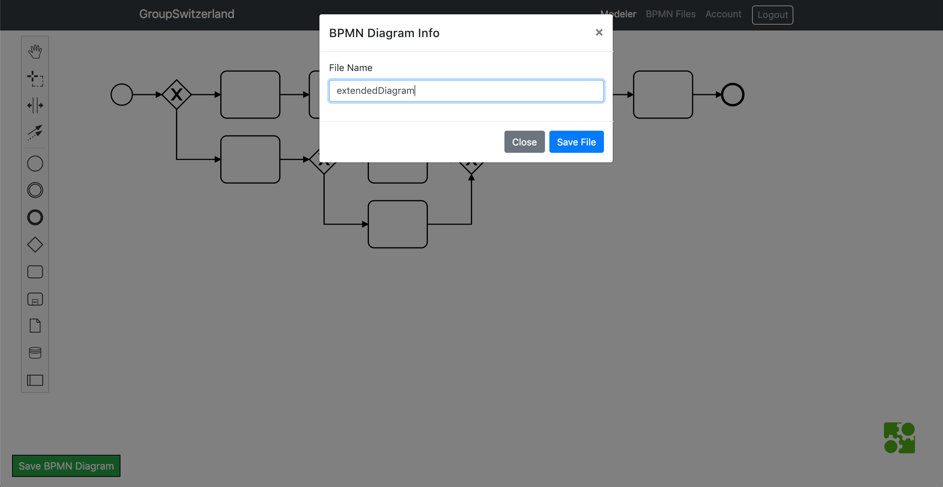 GroupSwitzerland
Modeler
BPMN Files
Account
Logout
BPMN Diagram Info
×
File Name
extendedDiagram
Close
Save File
Save BPMN Diagram